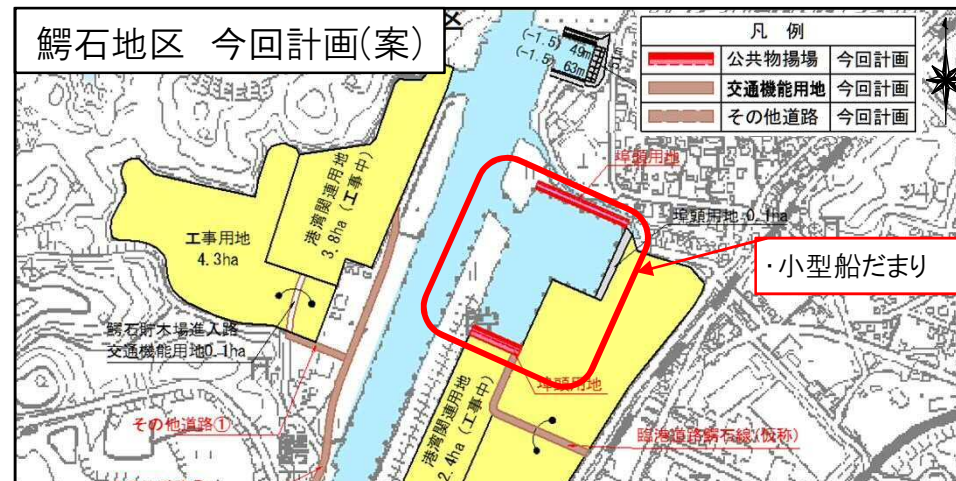 鰐石地区 今回計画(案)
区
(-1.5) 49m
(-1.5) 63m
凡 例
公共物揚場 今回計画
交通機能用地 今回計画
その他道路 今回計画
埠頭用地
埠頭用地 0.1ha
・小型船だまり
港湾関連用地
3.8ha (工事中)
工事用地
4.3ha
鰐石貯木場進入路
交通機能用地0.1ha
その他道路①
埠頭用地
臨港道路鰐石線(仮称)
港湾関連用地
2.4ha (工事中)